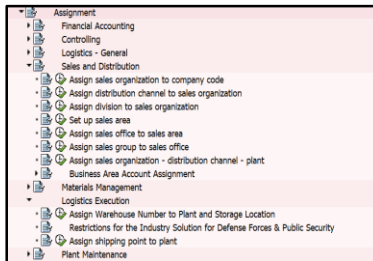 Assignment
Financial Accounting
Controlling
Logistics - General
Sales and Distribution
Assign sales organization to company code
Assign distribution channel to sales organization
Assign division to sales organization
Set up sales area
Assign sales office to sales area
Assign sales group to sales office
Assign sales organization - distribution channel - plant
Business Area Account Assignment
Materials Management
Logistics Execution
Assign Warehouse Number to Plant and Storage Location
Restrictions for the Industry Solution for Defense Forces & Public Security
Assign shipping point to plant
Plant Maintenance